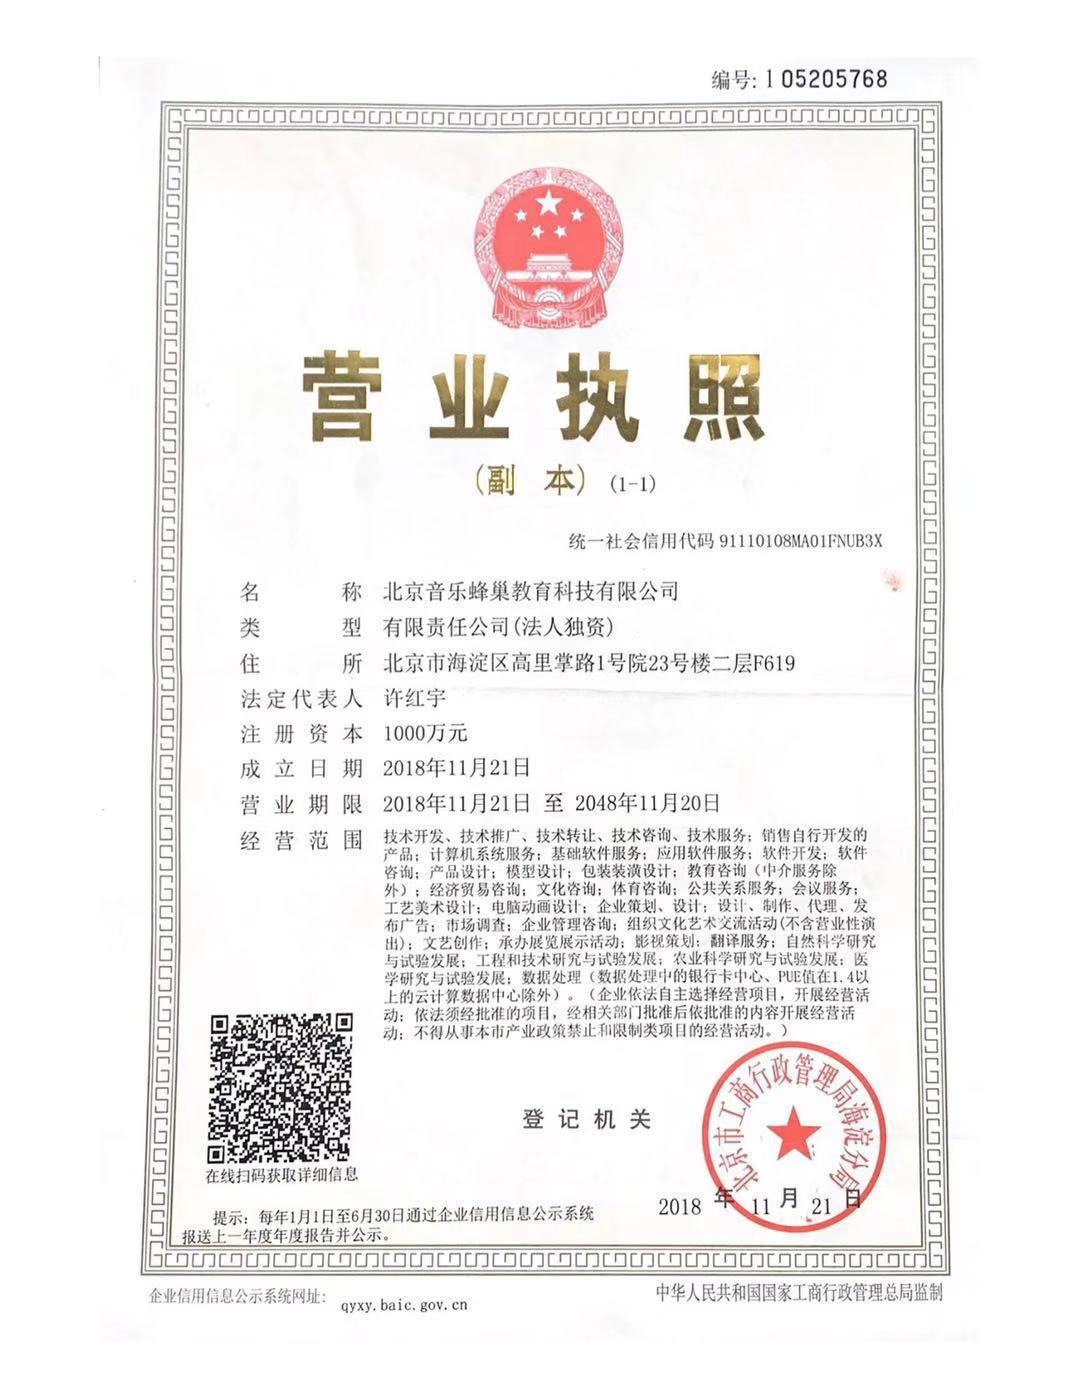 编号: 1 05205768
营业执照
(副 本) (1-1)
统一社会信用代码 91110108MA01FNUB3X
名 称 北京音乐蜂巢教育科技有限公司
类 型 有限责任公司(法人独资)
住 所 北京市海淀区高里掌路1号院23号楼二层F619
法定代表人 许红宇
注册资本 1000万元
成立日期 2018年11月21日
营业期限 2018年11月21日 至 2048年11月20日
经营范围 技术开发、技术推广、技术转让、技术咨询、技术服务；销售自行开发的
产品；计算机系统服务；基础软件服务；应用软件服务；软件开发；软件
咨询；产品设计；模型设计；包装装潢设计；教育咨询（中介服务除
外）；经济贸易咨询；文化咨询；体育咨询；公共关系服务；会议服务；
工艺美术设计；电脑动画设计；企业策划、设计；设计、制作、代理、发
布广告；市场调查；企业管理咨询；组织文化艺术交流活动(不含营业性演
出)；文艺创作；承办展览展示活动；影视策划；翻译服务；自然科学研究
与试验发展；工程和技术研究与试验发展；农业科学研究与试验发展；医
学研究与试验发展；数据处理（数据处理中的银行卡中心、PUE值在1.4以
上的云计算数据中心除外）。（企业依法自主选择经营项目，开展经营活
动；依法须经批准的项目，经相关部门批准后依批准的内容开展经营活
动；不得从事本市产业政策禁止和限制类项目的经营活动。）
在线扫码获取详细信息
登记机关
北京市工商行政管理局海淀分局
2018 年 11 月 21 日
提示：每年1月1日至6月30日通过企业信用信息公示系统
报送上一年度年度报告并公示。
企业信用信息公示系统网址: qyxy.baic.gov.cn
中华人民共和国国家工商行政管理总局监制